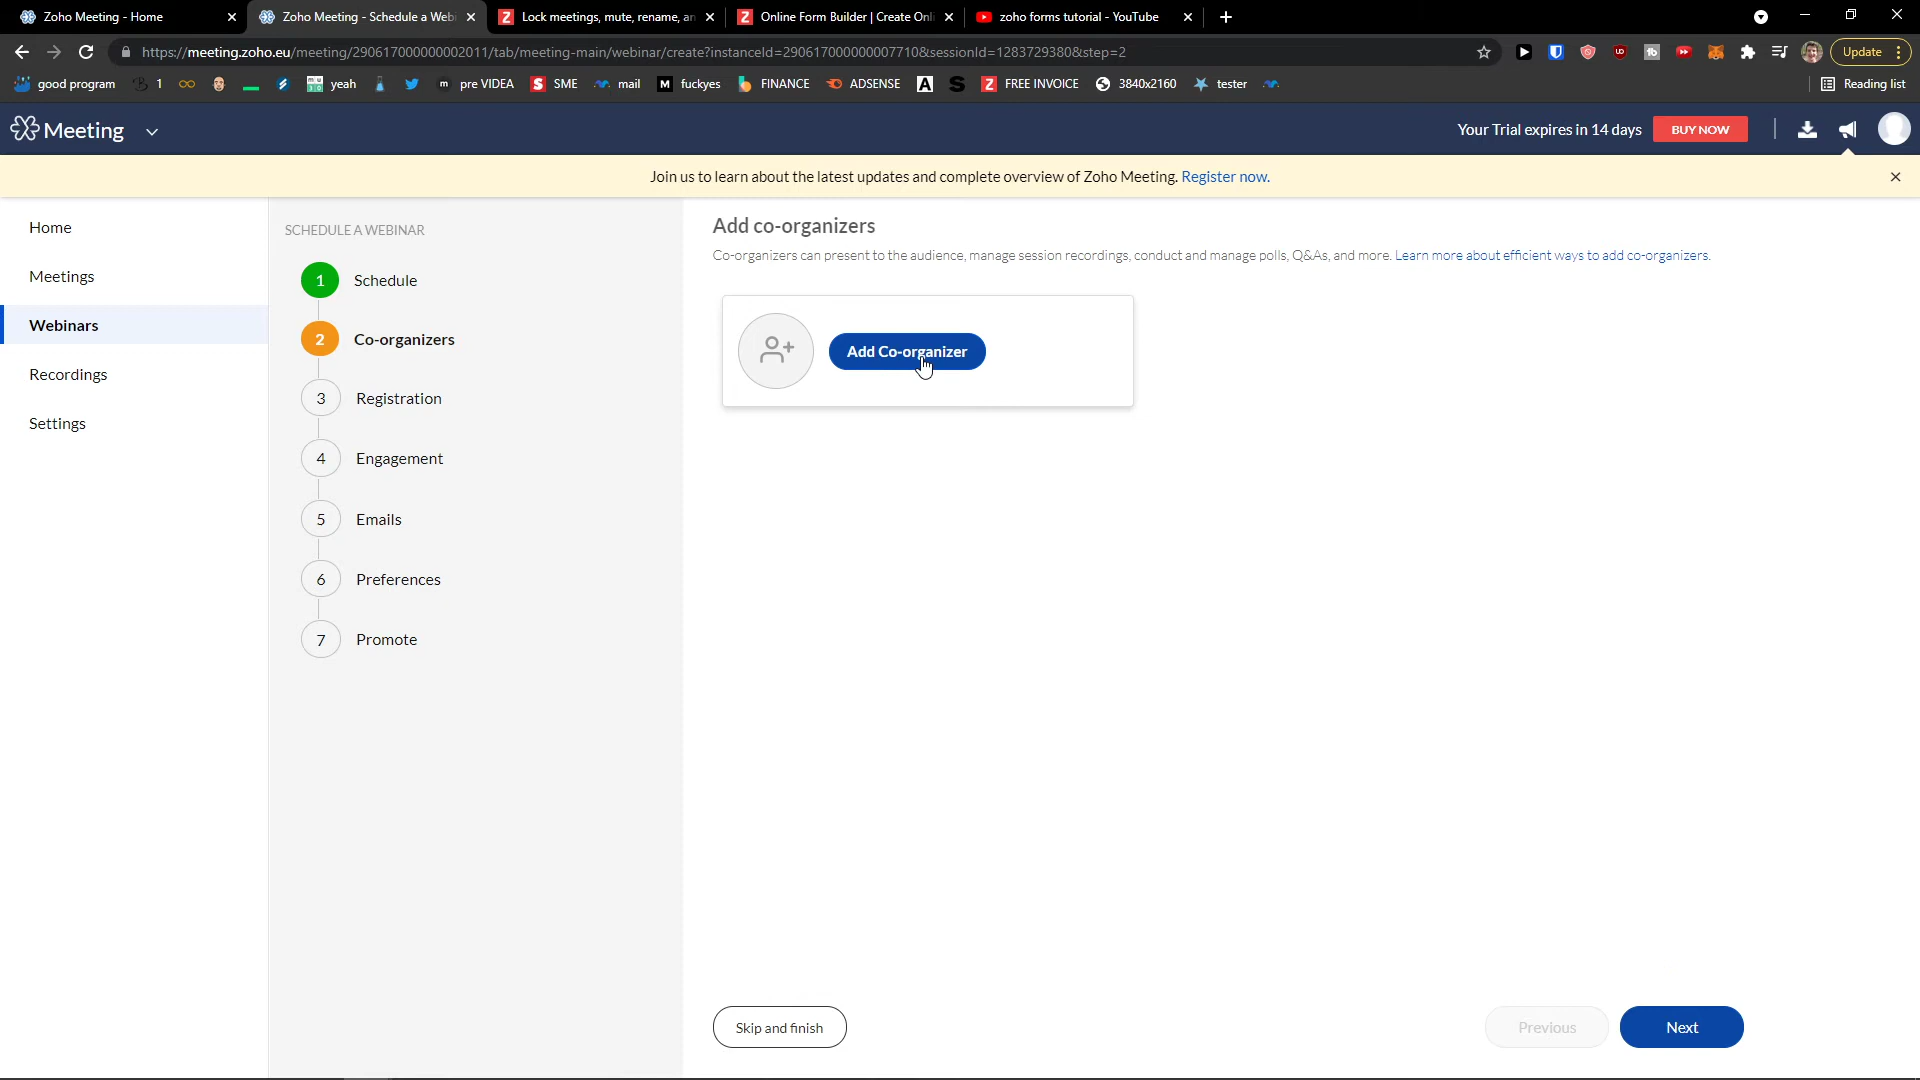 Zoho Meeting - Home
Zoho Meeting - Schedule a Webi
Lock meetings, mute, rename, an
Online Form Builder | Create Onli
zoho forms tutorial - YouTube
https://meeting.zoho.eu/meeting/290617000000002011/tab/meeting-main/webinar/create?instanceId=290617000000007710&sessionId=1283729380&step=2
Update
good program
1
yeah
pre VIDEA
SME
mail
fuckyes
FINANCE
ADSENSE
FREE INVOICE
3840x2160
tester
Reading list
Meeting
Your Trial expires in 14 days
BUY NOW
Join us to learn about the latest updates and complete overview of Zoho Meeting. Register now.
Home
Meetings
Webinars
Recordings
Settings
SCHEDULE A WEBINAR
1 Schedule
2 Co-organizers
3 Registration
4 Engagement
5 Emails
6 Preferences
7 Promote
Add co-organizers
Co-organizers can present to the audience, manage session recordings, conduct and manage polls, Q&As, and more. Learn more about efficient ways to add co-organizers.
Add Co-organizer
Skip and finish
Previous
Next